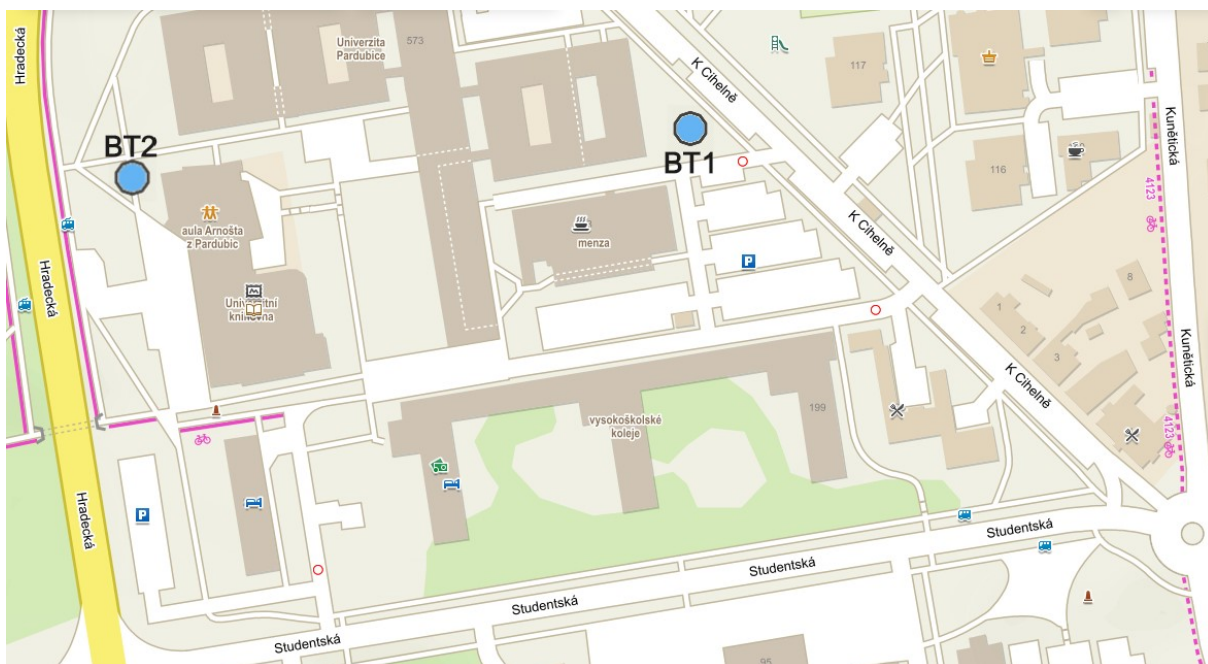 Hradecká
Univerzita
Pardubice
573
K Cihelně
117
Kunětická
BT2
BT1
116
4123
aula Arnošta
z Pardubic
menza
K Cihelně
P
Hradecká
Univerzitní
knihovna
8
1
2
3
Kunětická
K Cihelně
199
vysokoškolské
koleje
4123
P
Hradecká
Studentská
Studentská
Studentská
Studentská
95